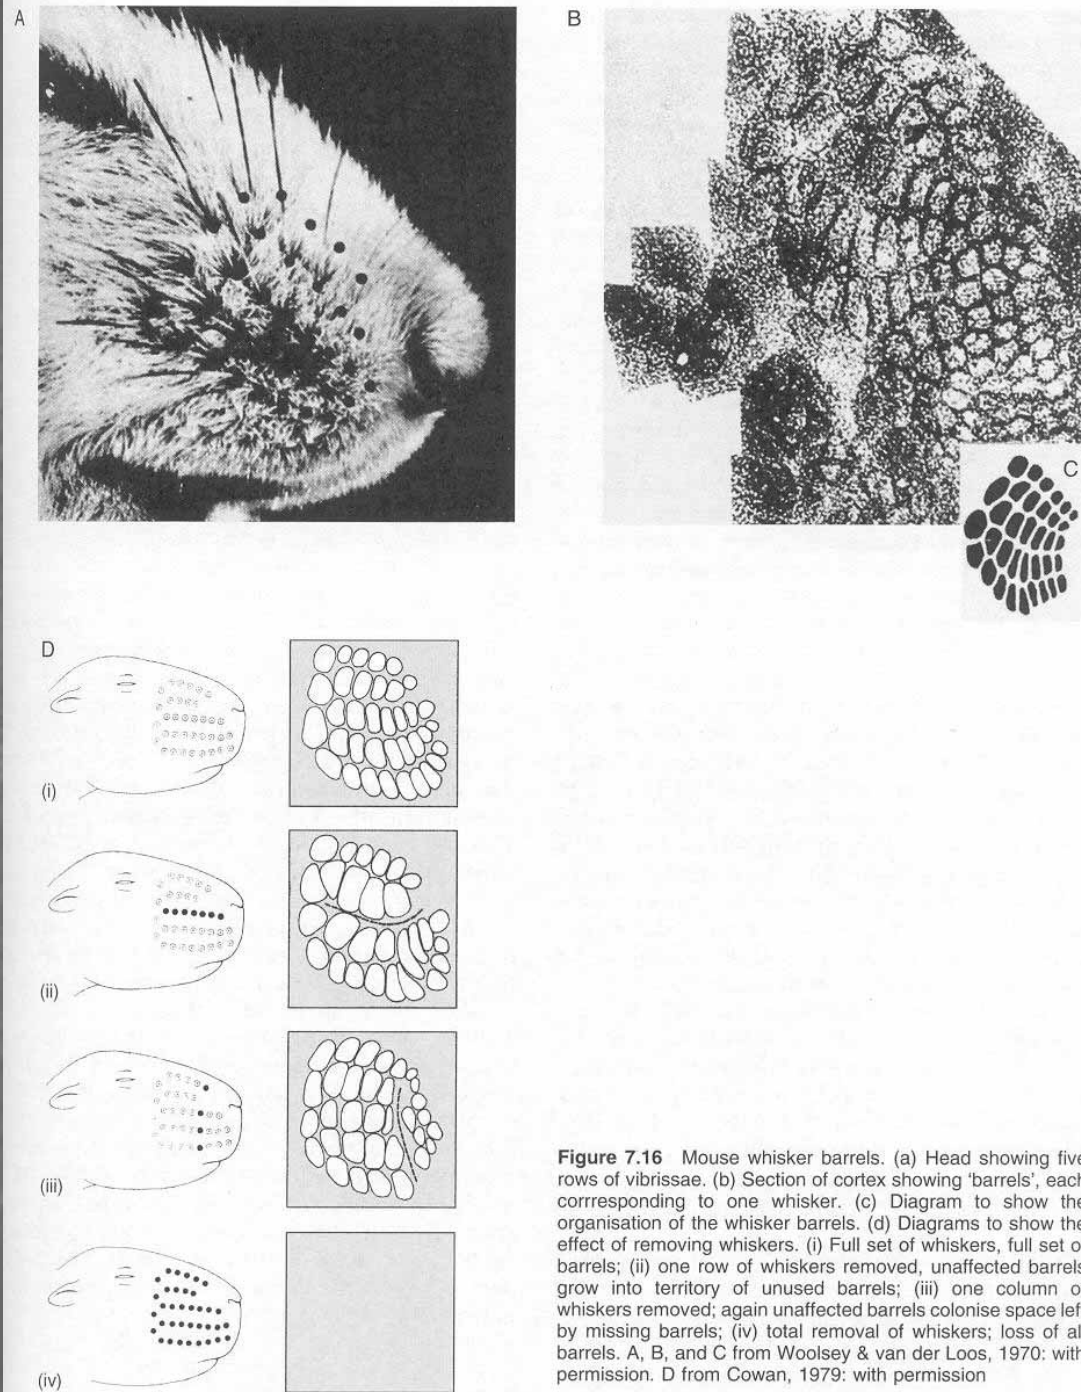 A
B
C
D
(i)
(ii)
(iii)
(iv)
Figure 7.16 Mouse whisker barrels. (a) Head showing five
rows of vibrissae. (b) Section of cortex showing 'barrels', each
corrresponding to one whisker. (c) Diagram to show the
organisation of the whisker barrels. (d) Diagrams to show the
effect of removing whiskers. (i) Full set of whiskers, full set o
barrels; (ii) one row of whiskers removed, unaffected barrels
grow into territory of unused barrels; (iii) one column o
whiskers removed; again unaffected barrels colonise space lef
by missing barrels; (iv) total removal of whiskers; loss of al
barrels. A, B, and C from Woolsey & van der Loos, 1970: with
permission. D from Cowan, 1979: with permission